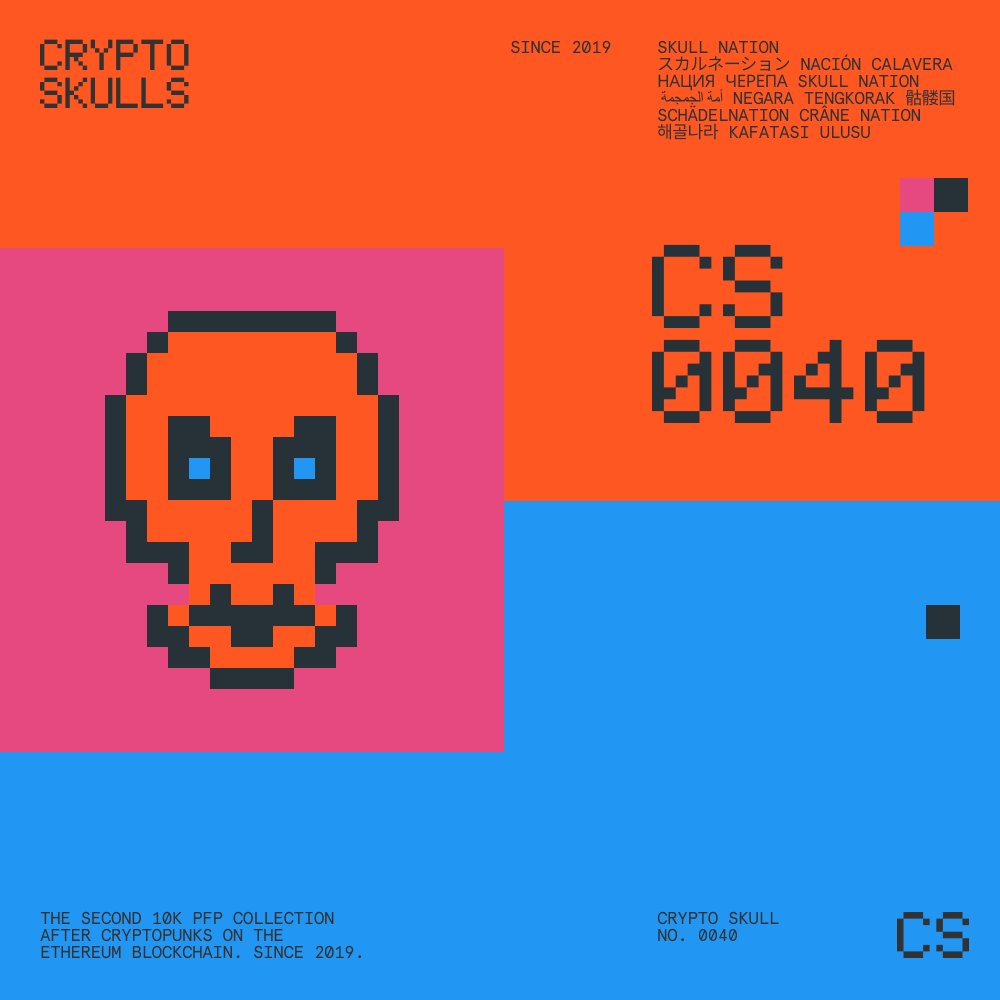 CRYPTO
SKULLS
SINCE 2019
SKULL NATION
スカルネーション NACIÓN CALAVERA
НАЦИЯ ЧЕРЕПА SKULL NATION
أمة الجمجمة NEGARA TENGKORAK 骷髅国
SCHÄDELNATION CRÂNE NATION
해골나라 KAFATASI ULUSU
CS
0040
THE SECOND 10K PFP COLLECTION
AFTER CRYPTOPUNKS ON THE
ETHEREUM BLOCKCHAIN. SINCE 2019.
CRYPTO SKULL
NO. 0040
CS